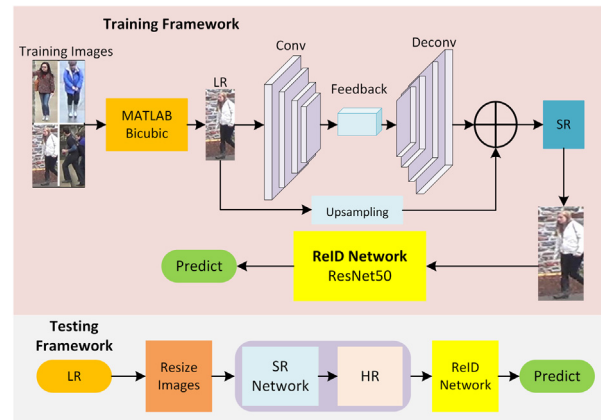 Training Framework
Training Images
Conv
Deconv
LR
Feedback
MATLAB
Bicubic
SR
Upsampling
ReID Network
ResNet50
Predict
Testing
Framework
LR
Resize
Images
SR
Network
HR
ReID
Network
Predict